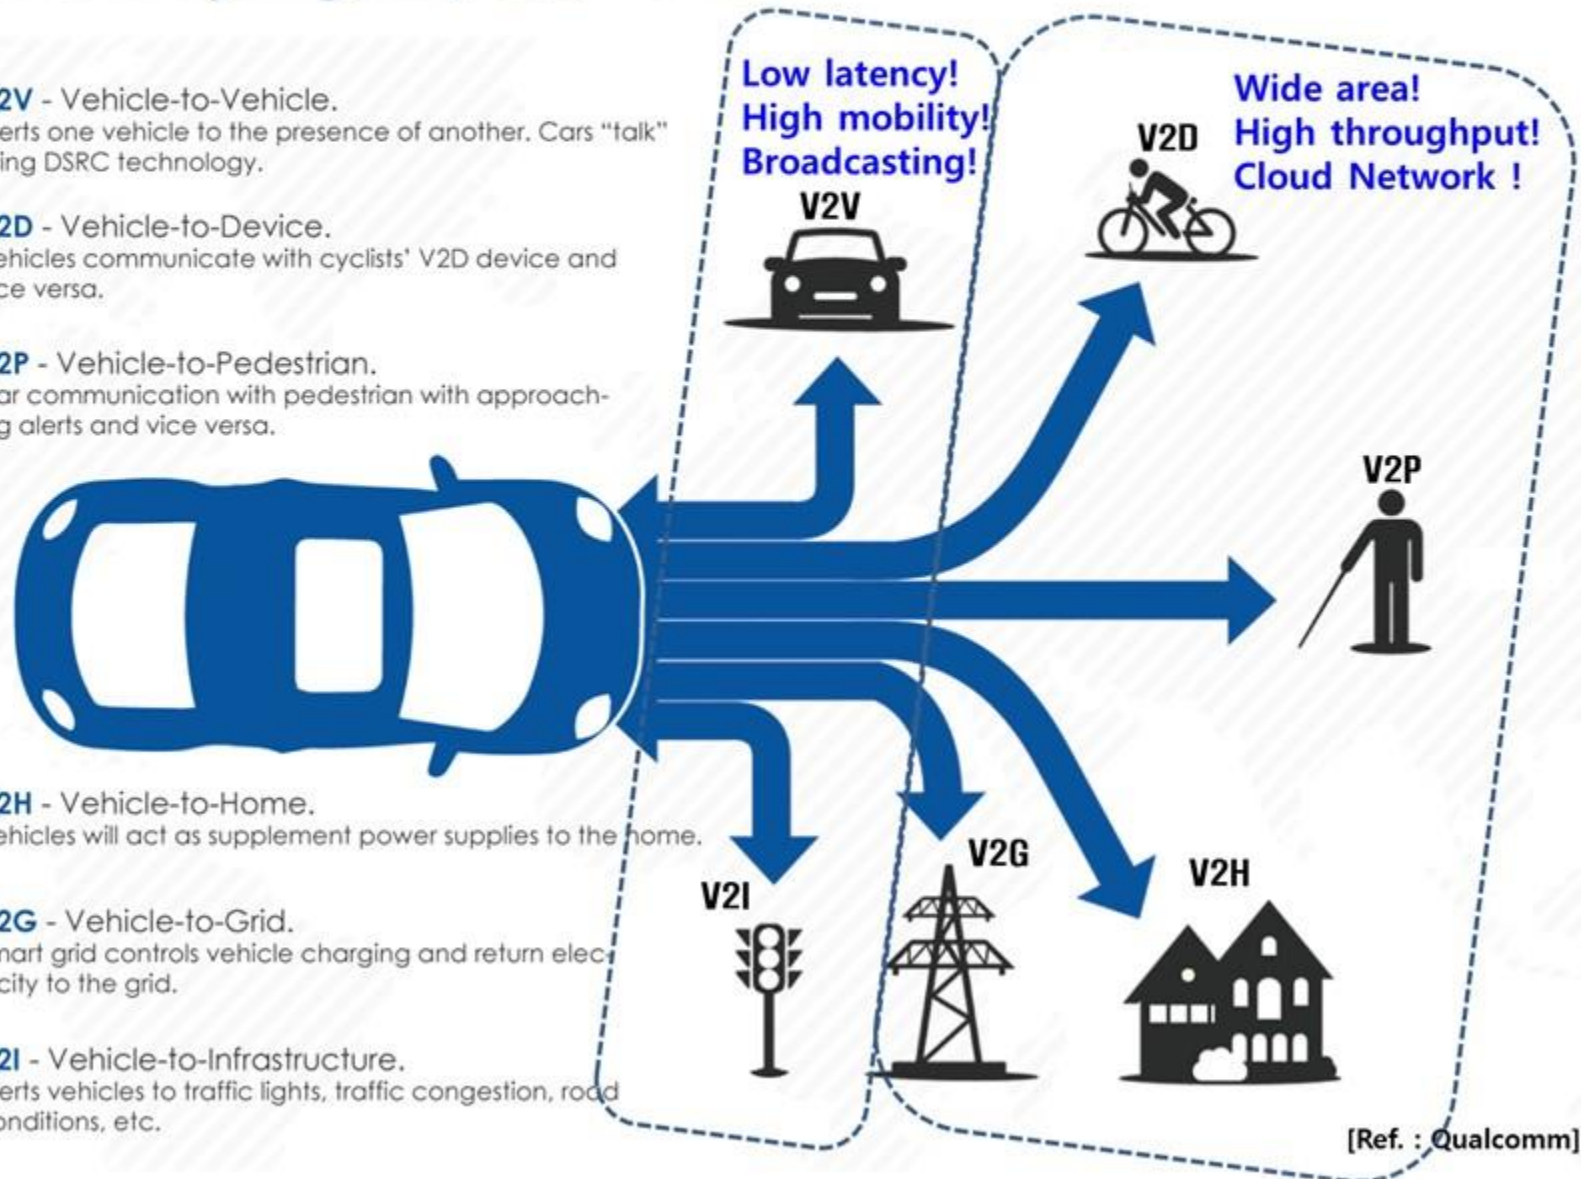 2V - Vehicle-to-Vehicle.
erts one vehicle to the presence of another. Cars “talk”
ing DSRC technology.
2D - Vehicle-to-Device.
ehicles communicate with cyclists’ V2D device and
ce versa.
2P - Vehicle-to-Pedestrian.
ar communication with pedestrian with approach-
g alerts and vice versa.
2H - Vehicle-to-Home.
ehicles will act as supplement power supplies to the home.
2G - Vehicle-to-Grid.
mart grid controls vehicle charging and return elec-
city to the grid.
2I - Vehicle-to-Infrastructure.
erts vehicles to traffic lights, traffic congestion, road
onditions, etc.
Low latency!
High mobility!
Broadcasting!
V2V
Wide area!
High throughput!
Cloud Network !
V2D
V2P
V2I
V2G
V2H
[Ref. : Qualcomm]